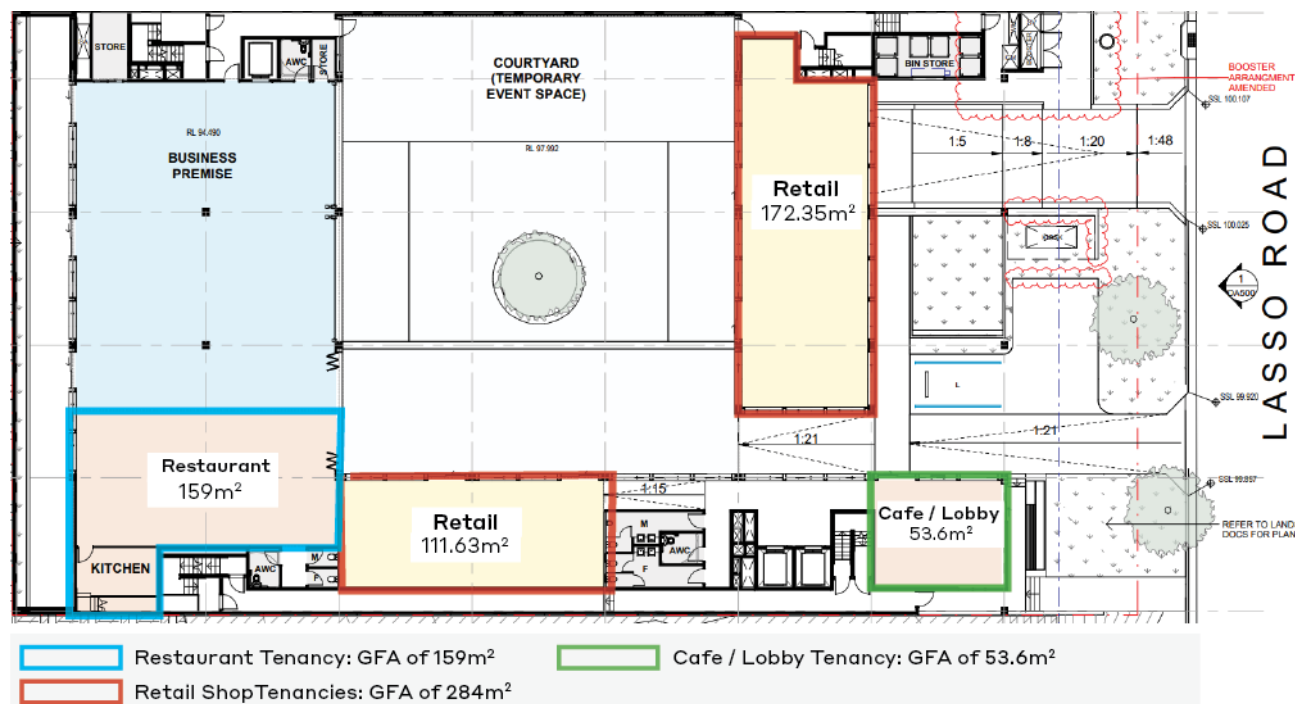 STORE
AWC
STORE
COURTYARD
(TEMPORARY
EVENT SPACE)
BIN STORE
BOOSTER
ARRANGMENT
AMENDED
SSL 100.107
RL 94.490
BUSINESS
PREMISE
RL 97.992
1:5
1:8
1:20
1:48
Retail
172.35m²
SSL 100.025
1
DA500
LASSO ROAD
L
SSL 99.920
1:21
1:21
Restaurant
159m²
1:15
SSL 99.857
Retail
111.63m²
M
AWC
F
Cafe / Lobby
53.6m²
REFER TO LAND
DOCS FOR PLAN
KITCHEN
AWC
M
F
Restaurant Tenancy: GFA of 159m²
Cafe / Lobby Tenancy: GFA of 53.6m²
Retail ShopTenancies: GFA of 284m²